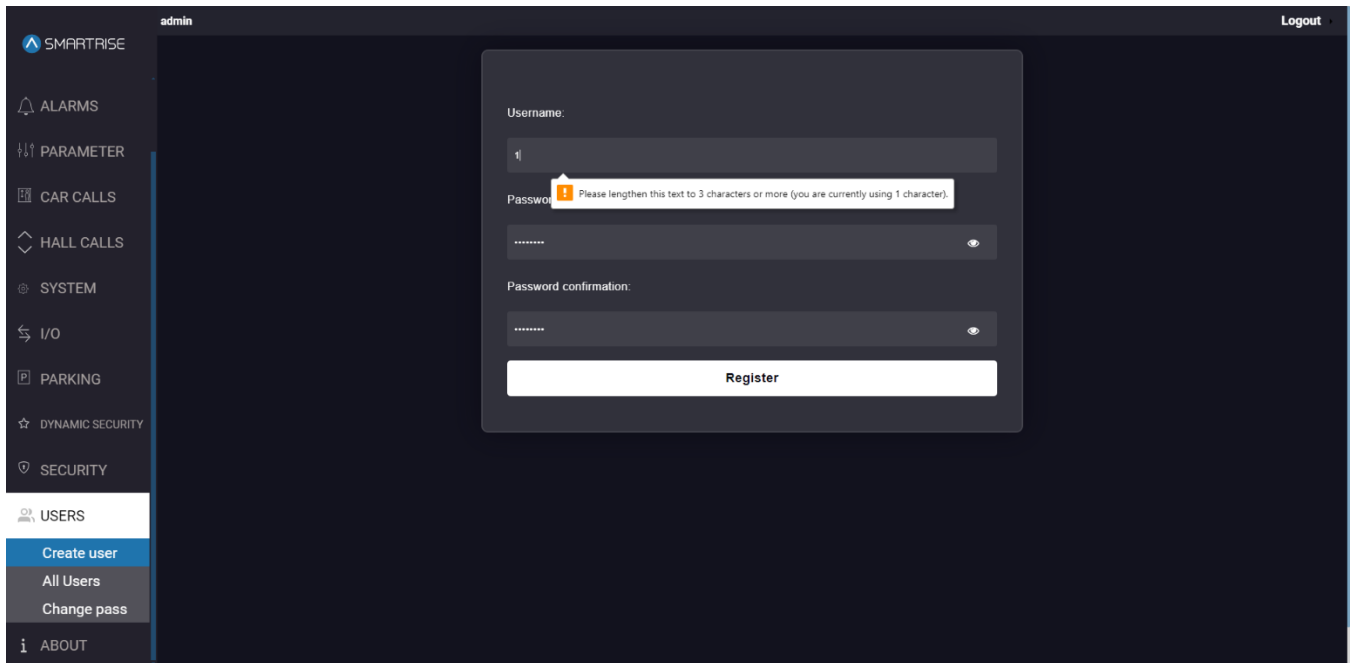 admin
Logout
SMARTRISE
ALARMS
PARAMETER
CAR CALLS
HALL CALLS
SYSTEM
I/O
P PARKING
DYNAMIC SECURITY
SECURITY
USERS
Create user
All Users
Change pass
i ABOUT
Username:
1
! Please lengthen this text to 3 characters or more (you are currently using 1 character).
Passwor
········
Password confirmation:
········
Register